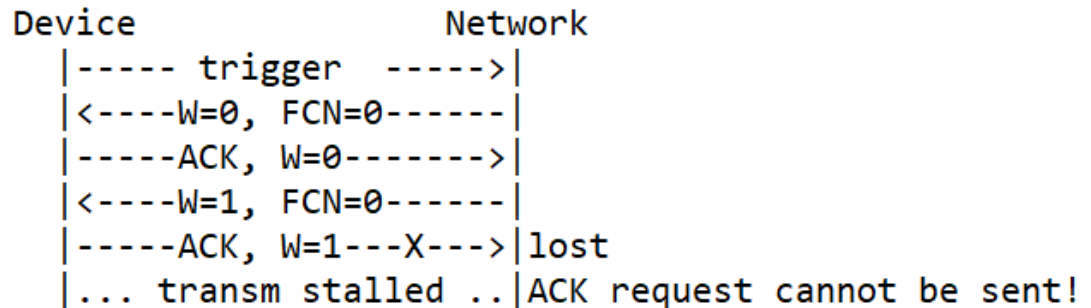 Device                    Network
   |----- trigger  ----->|
   |<----W=0, FCN=0------|
   |-----ACK, W=0------->|
   |<----W=1, FCN=0------|
   |-----ACK, W=1---X--->|lost
   |... transm stalled ..|ACK request cannot be sent!